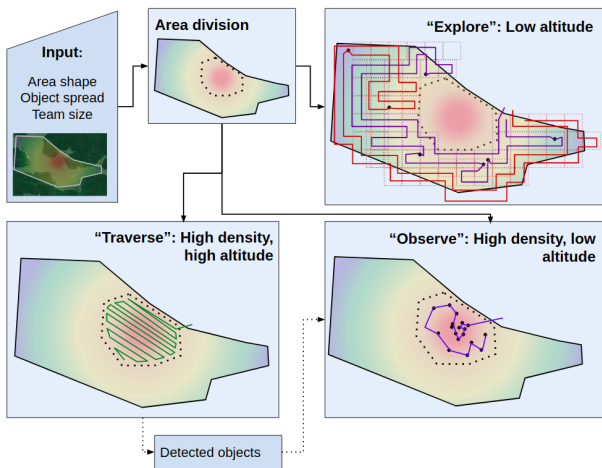 Input:
Area shape
Object spread
Team size
Area division
“Explore”: Low altitude
“Traverse”: High density,
high altitude
“Observe”: High density, low
altitude
Detected objects